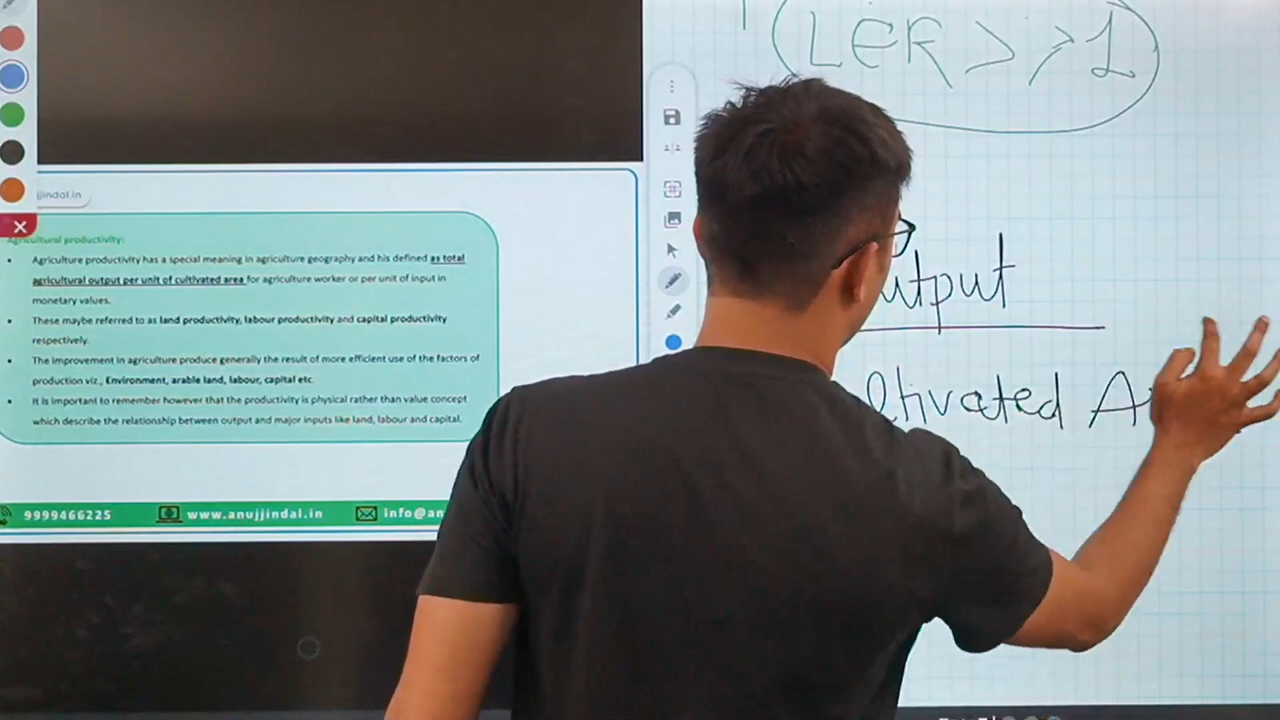 jjindal.in
Agricultural productivity:
• Agriculture productivity has a special meaning in agriculture geography and his defined as total
agricultural output per unit of cultivated area for agriculture worker or per unit of input in
monetary values.
• These maybe referred to as land productivity, labour productivity and capital productivity
respectively.
• The improvement in agriculture produce generally the result of more efficient use of the factors of
production viz., Environment, arable land, labour, capital etc.
• It is important to remember however that the productivity is physical rather than value concept
which describe the relationship between output and major inputs like land, labour and capital.
9999466225 www.anujjindal.in info@an
(LER > > 1)
utput
ltivated A